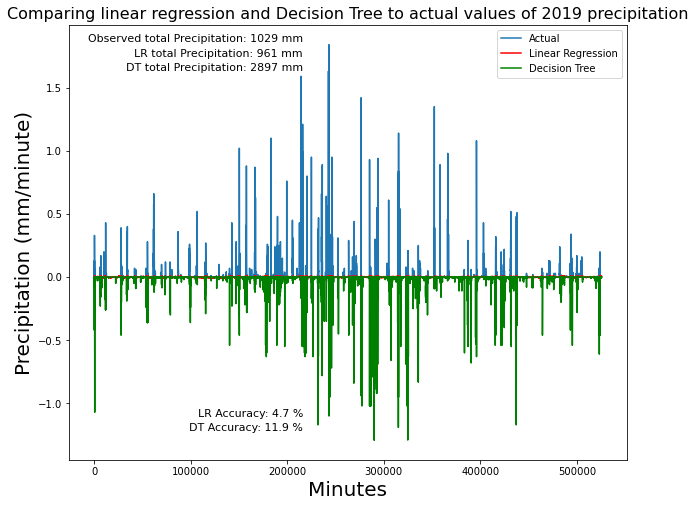 Comparing linear regression and Decision Tree to actual values of 2019 precipitation
Observed total Precipitation: 1029 mm
LR total Precipitation: 961 mm
DT total Precipitation: 2897 mm
Actual
Linear Regression
Decision Tree
Precipitation (mm/minute)
1.5
1.0
0.5
0.0
−0.5
−1.0
LR Accuracy: 4.7 %
DT Accuracy: 11.9 %
0 100000 200000 300000 400000 500000
Minutes